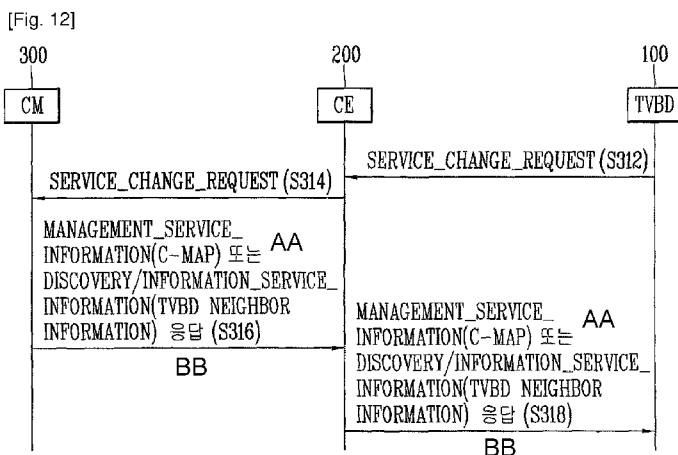 [Fig. 12]
300 200 100
CM CE TVBD
SERVICE_CHANGE_REQUEST (S312)
SERVICE_CHANGE_REQUEST (S314)
MANAGEMENT_SERVICE_
INFORMATION(C-MAP) 또는 AA
DISCOVERY/INFORMATION_SERVICE_
INFORMATION(TVBD NEIGHBOR
INFORMATION) 응답 (S316)
BB
MANAGEMENT_SERVICE_
INFORMATION(C-MAP) 또는 AA
DISCOVERY/INFORMATION_SERVICE_
INFORMATION(TVBD NEIGHBOR
INFORMATION) 응답 (S318)
BB